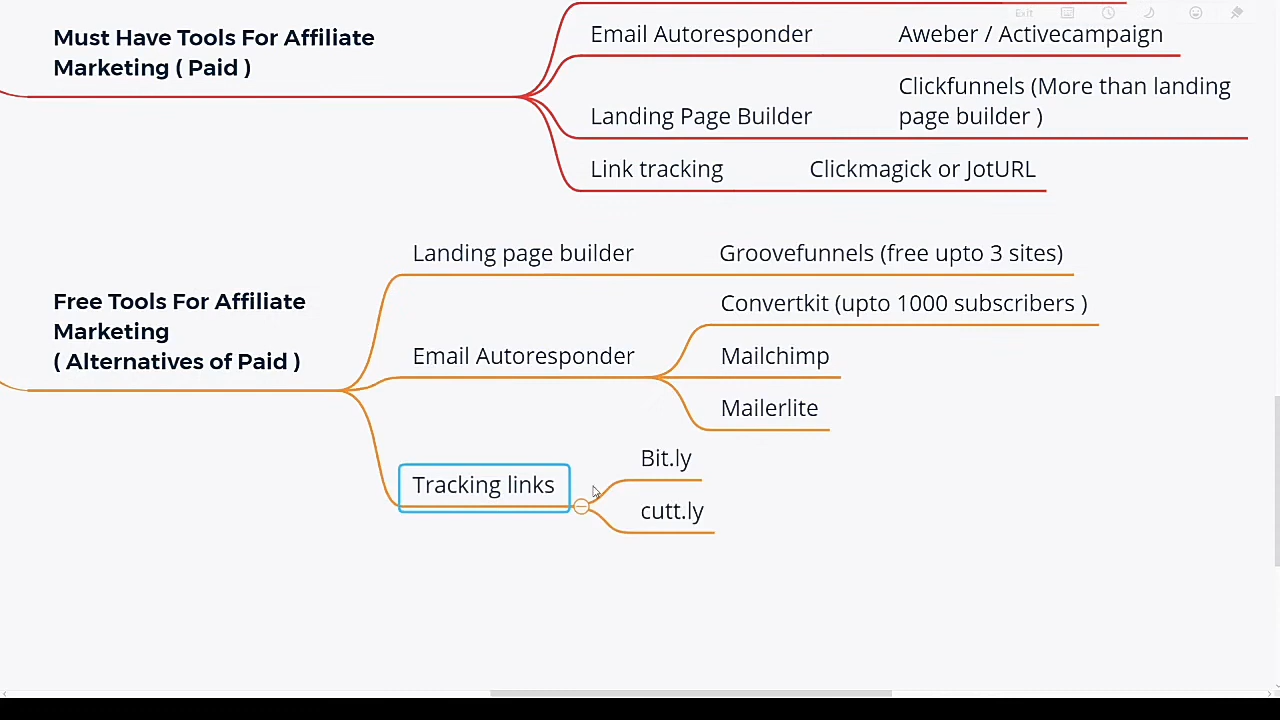 Exit
Must Have Tools For Affiliate
Marketing ( Paid )
Email Autoresponder
Aweber / Activecampaign
Landing Page Builder
Clickfunnels (More than landing
page builder )
Link tracking
Clickmagick or JotURL
Free Tools For Affiliate
Marketing
( Alternatives of Paid )
Landing page builder
Groovefunnels (free upto 3 sites)
Email Autoresponder
Convertkit (upto 1000 subscribers )
Mailchimp
Mailerlite
Tracking links
Bit.ly
cutt.ly